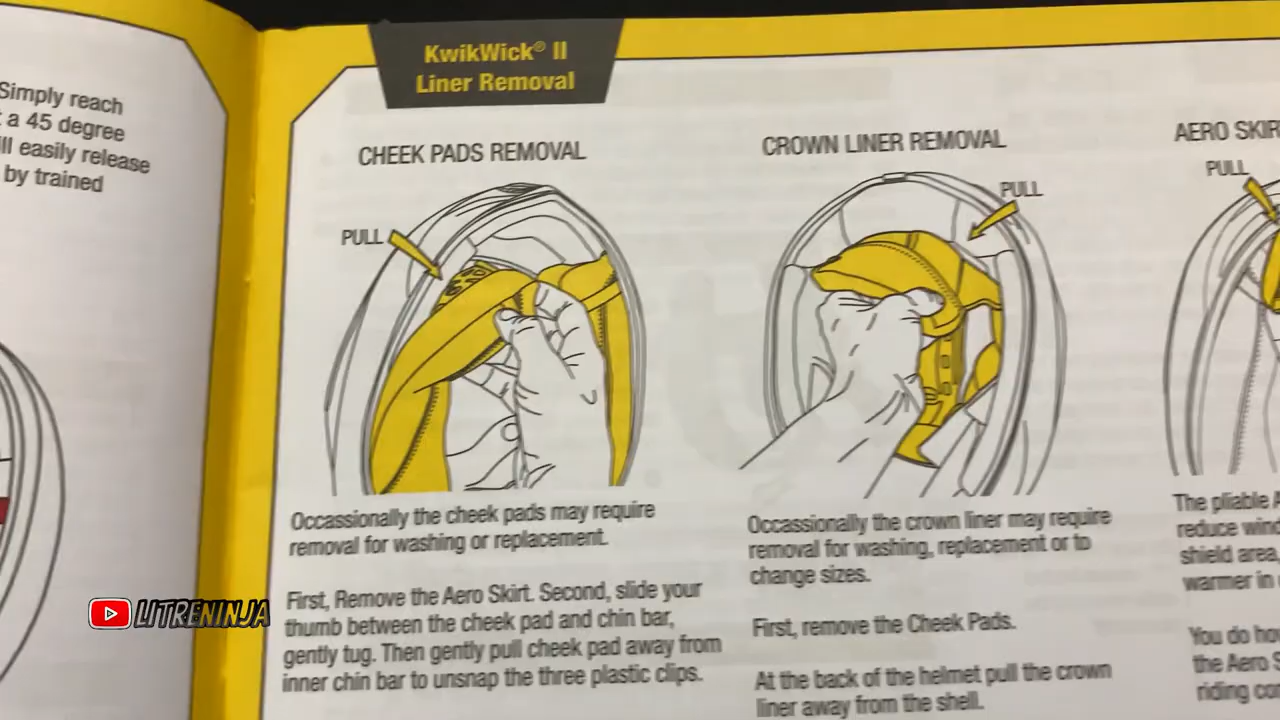 Simply reach
a 45 degree
easily release
by trained
KwikWick® II
Liner Removal
CHEEK PADS REMOVAL
PULL
Occassionally the cheek pads may require
removal for washing or replacement.
First, Remove the Aero Skirt. Second, slide your
thumb between the cheek pad and chin bar,
gently tug. Then gently pull cheek pad away from
inner chin bar to unsnap the three plastic clips.
CROWN LINER REMOVAL
PULL
Occassionally the crown liner may require
removal for washing, replacement or to
change sizes.
First, remove the Cheek Pads.
At the back of the helmet pull the crown
liner away from the shell.
AERO
PULL
The pliable
reduce
shield area,
warmer in
You do
the Aero
riding
LITRENINJA